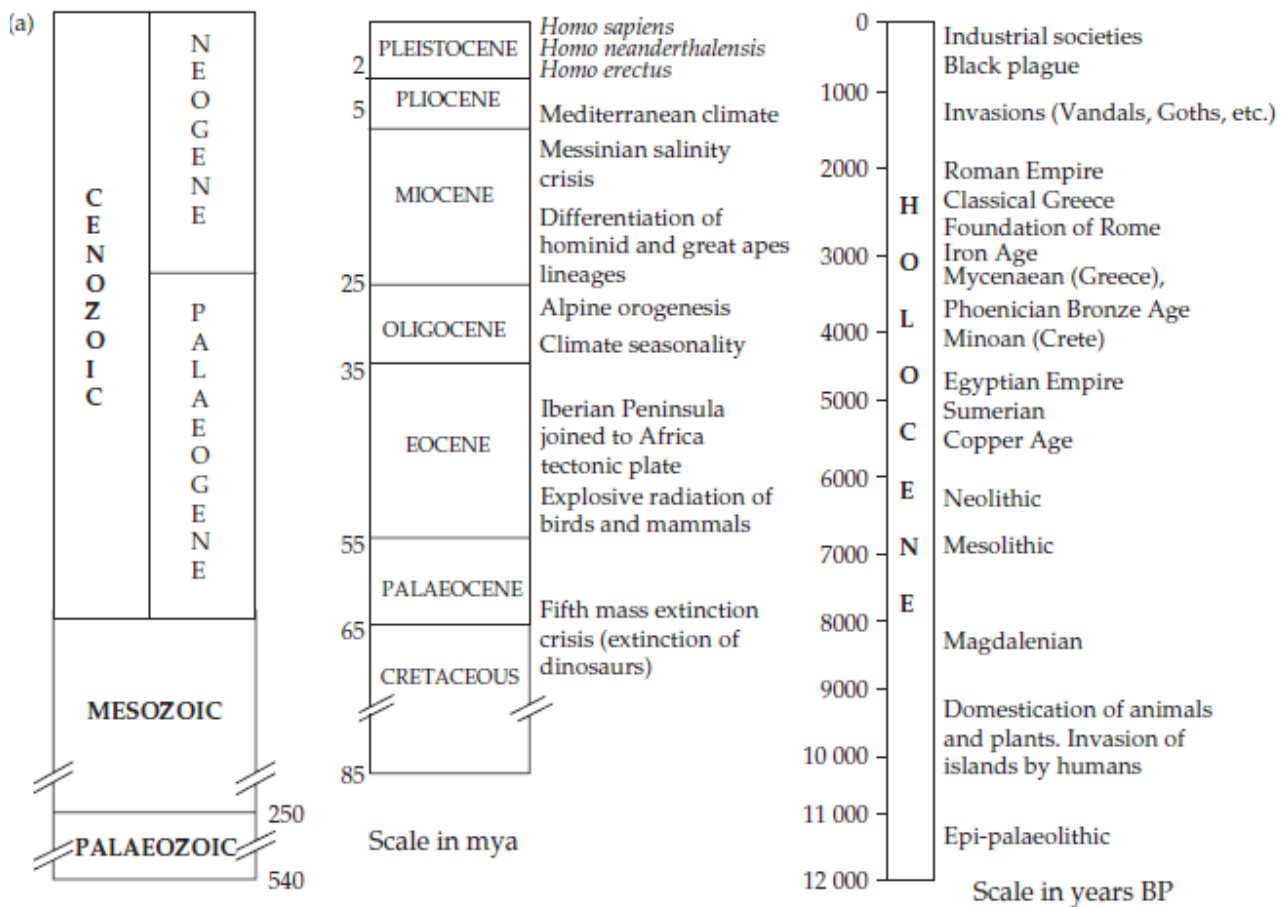 (a)
NEOGENE
CENOZOIC
PALAEOGENE
MESOZOIC
250
PALAEOZOIC
540
PLEISTOCENE
2
PLIOCENE
5
MIOCENE
25
OLIGOCENE
35
EOCENE
55
PALAEOCENE
65
CRETACEOUS
85
Scale in mya
Homo sapiens
Homo neanderthalensis
Homo erectus
Mediterranean climate
Messinian salinity
crisis
Differentiation of
hominid and great apes
lineages
Alpine orogenesis
Climate seasonality
Iberian Peninsula
joined to Africa
tectonic plate
Explosive radiation of
birds and mammals
Fifth mass extinction
crisis (extinction of
dinosaurs)
0
1000
2000
3000
4000
5000
6000
7000
8000
9000
10 000
11 000
12 000
HOLOCENE
Industrial societies
Black plague
Invasions (Vandals, Goths, etc.)
Roman Empire
Classical Greece
Foundation of Rome
Iron Age
Mycenaean (Greece),
Phoenician Bronze Age
Minoan (Crete)
Egyptian Empire
Sumerian
Copper Age
Neolithic
Mesolithic
Magdalenian
Domestication of animals
and plants. Invasion of
islands by humans
Epi-palaeolithic
Scale in years BP